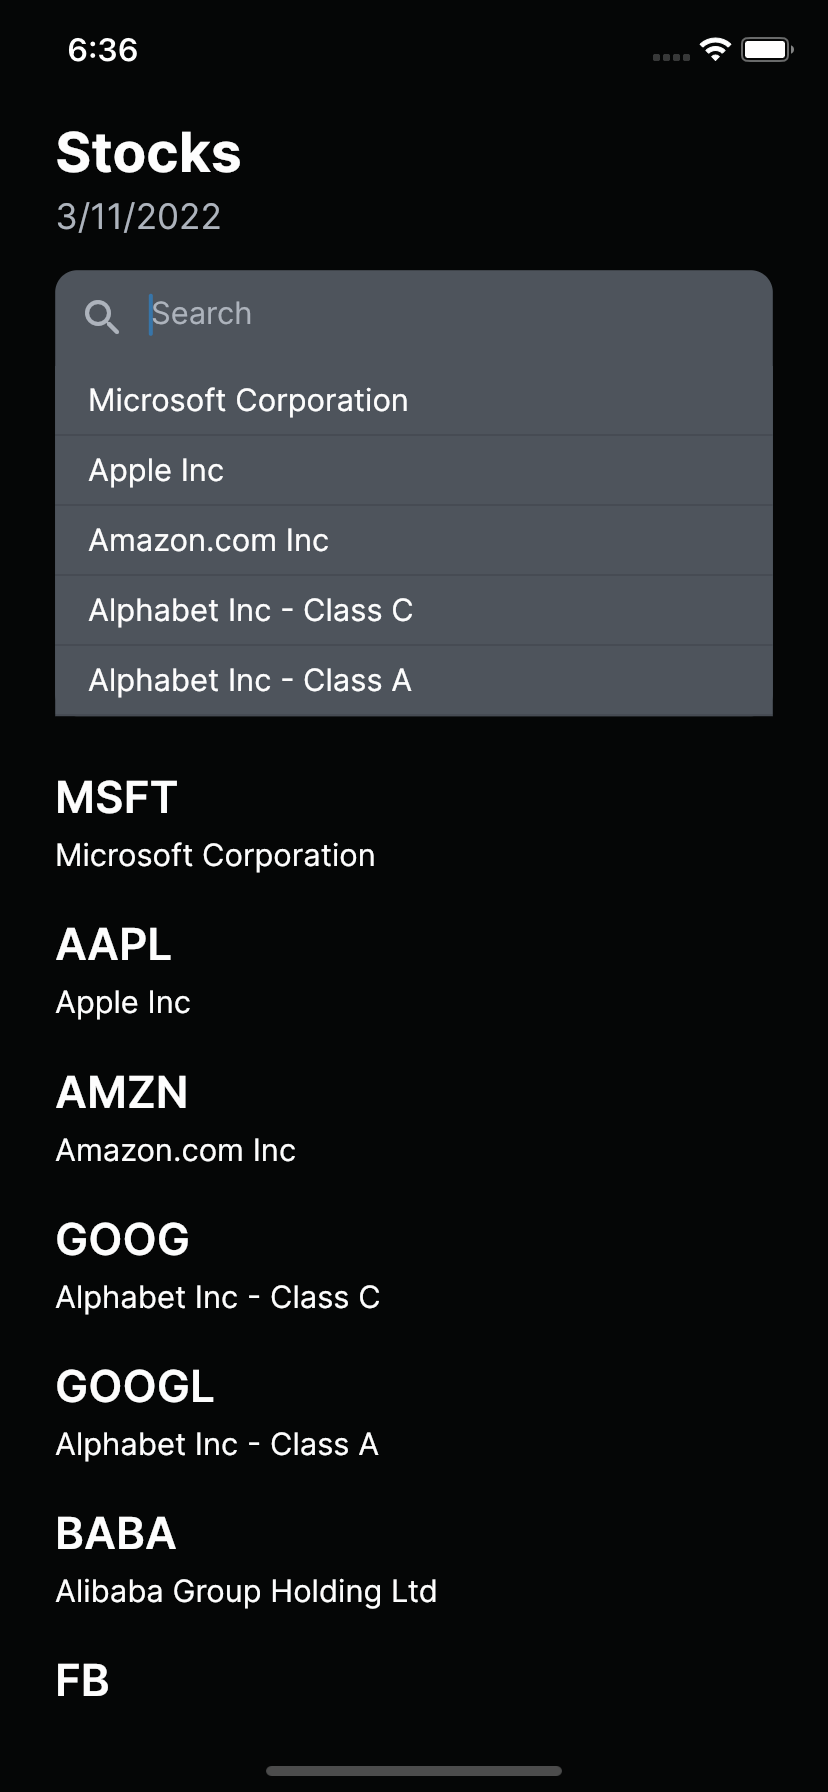 6:36
Stocks
3/11/2022
Search
Microsoft Corporation
Apple Inc
Amazon.com Inc
Alphabet Inc - Class C
Alphabet Inc - Class A
MSFT
Microsoft Corporation
AAPL
Apple Inc
AMZN
Amazon.com Inc
GOOG
Alphabet Inc - Class C
GOOGL
Alphabet Inc - Class A
BABA
Alibaba Group Holding Ltd
FB